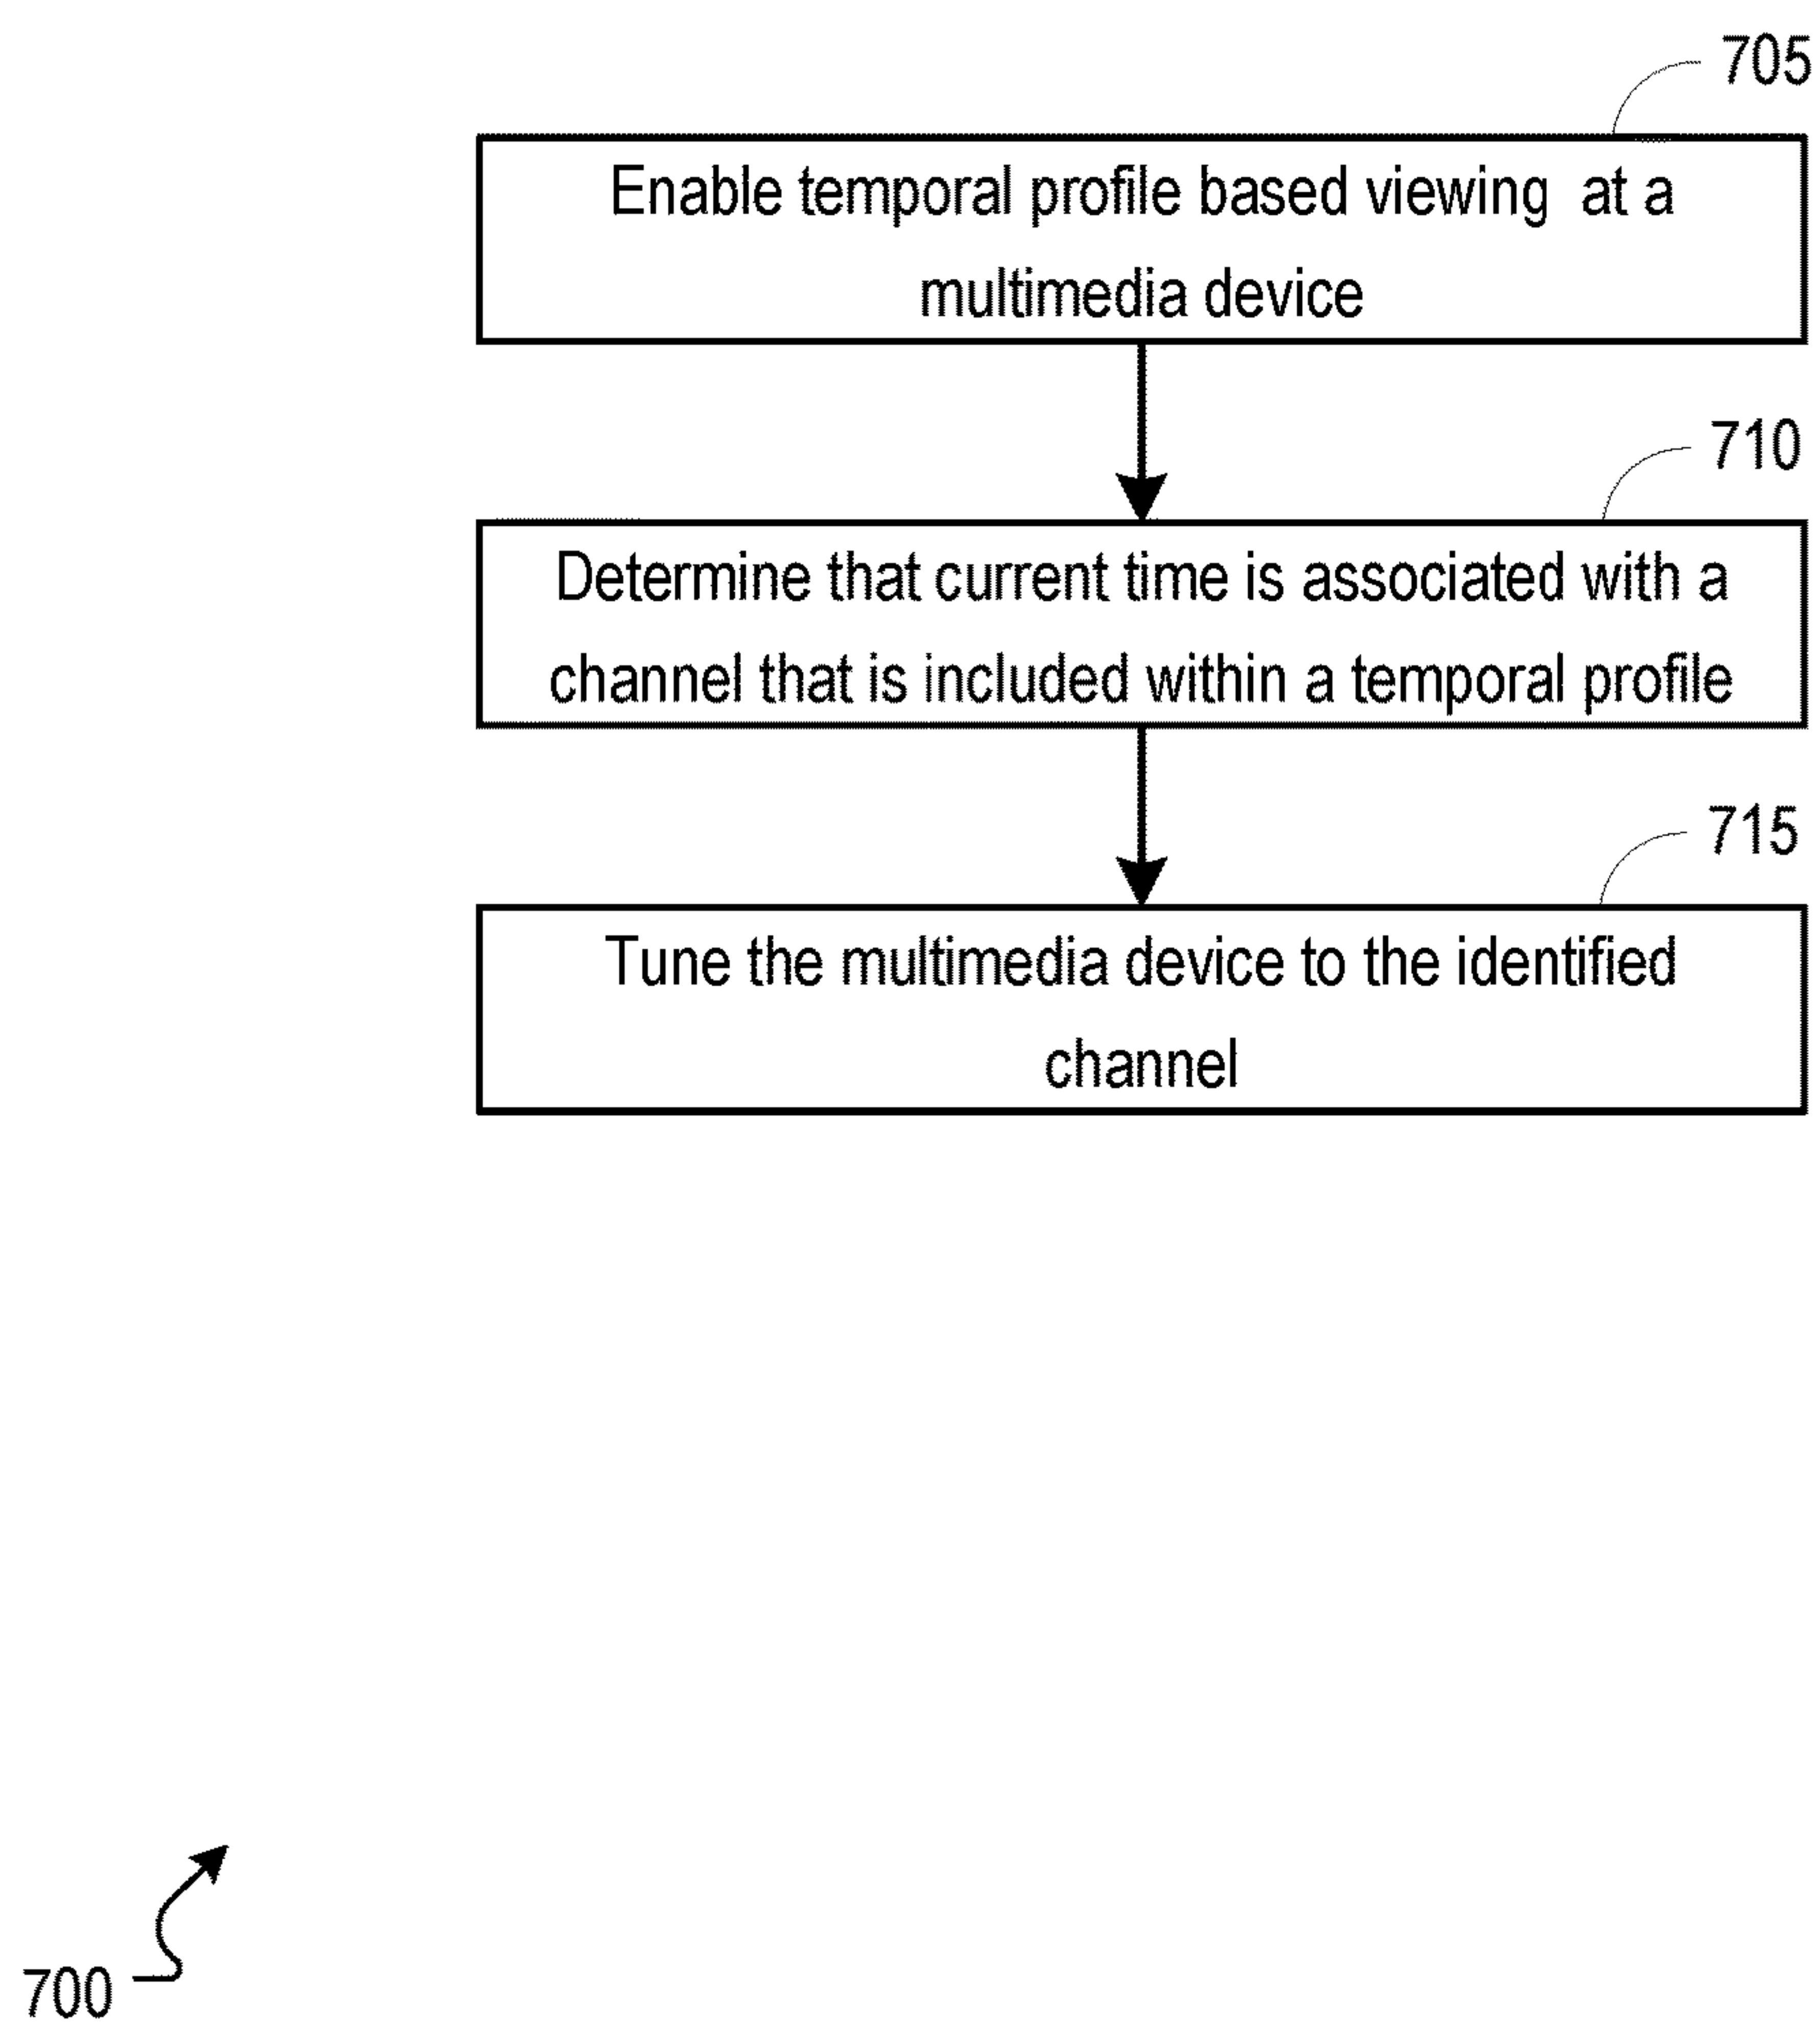 705
Enable temporal profile based viewing at a
multimedia device
710
Determine that current time is associated with a
channel that is included within a temporal profile
715
Tune the multimedia device to the identified
channel
700